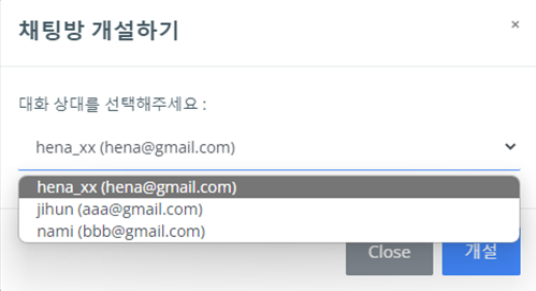 채팅방 개설하기
×
대화 상대를 선택해주세요 :
hena_xx (hena@gmail.com)
hena_xx (hena@gmail.com)
jihun (aaa@gmail.com)
nami (bbb@gmail.com)
Close
개설